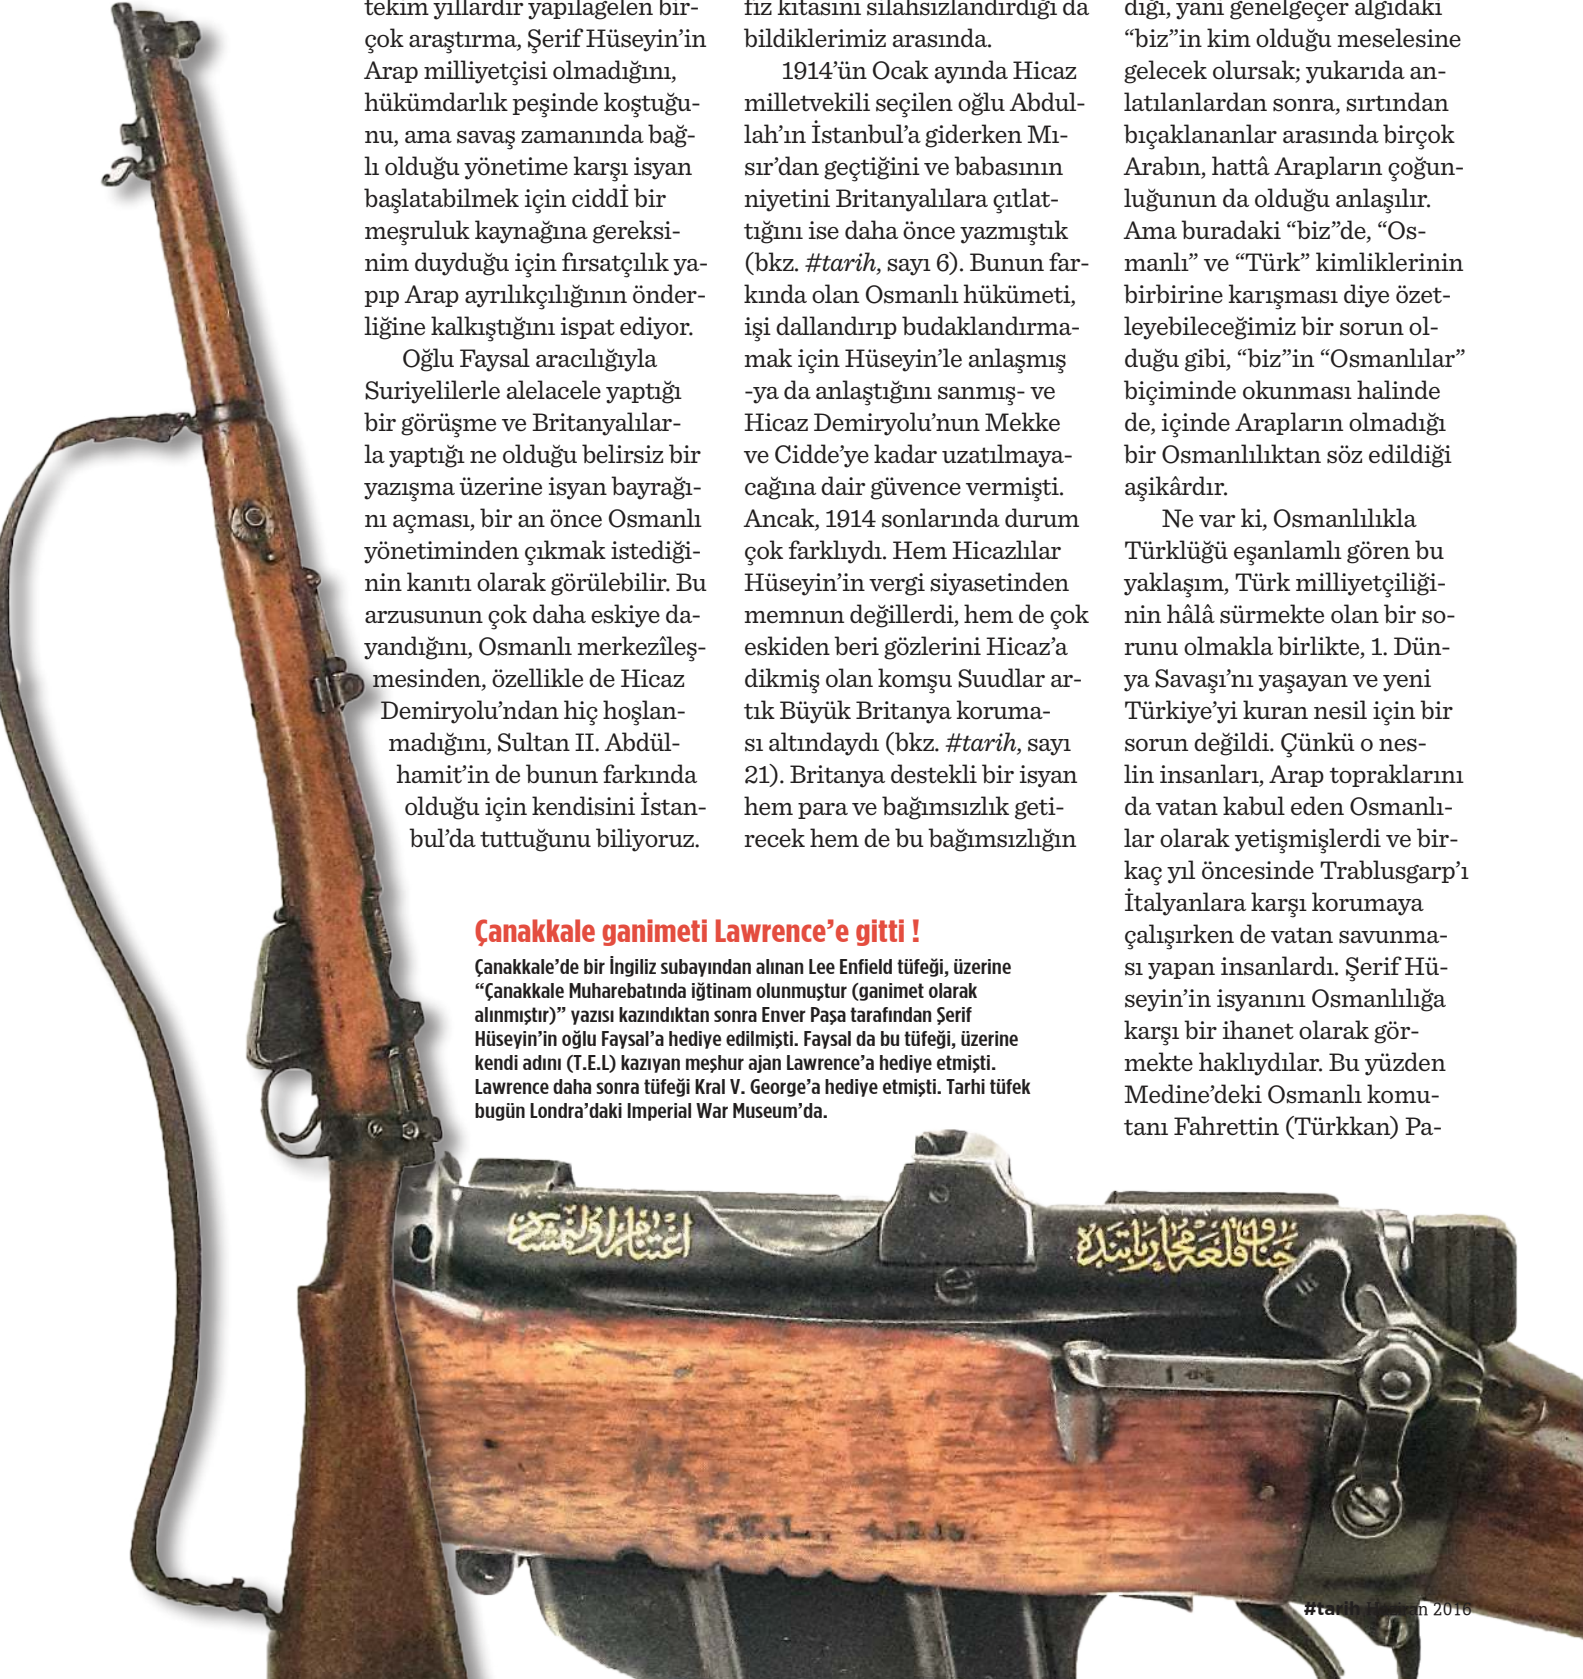 tekim yıllardır yapılagelen bir-
çok araştırma, Şerif Hüseyin’in
Arap milliyetçisi olmadığını,
hükümdarlık peşinde koştuğu-
nu, ama savaş zamanında bağ-
lı olduğu yönetime karşı isyan
başlatabilmek için ciddİ bir
meşruluk kaynağına gereksi-
nim duyduğu için fırsatçılık ya-
pıp Arap ayrılıkçılığının önder-
liğine kalkıştığını ispat ediyor.
Oğlu Faysal aracılığıyla
Suriyelilerle alelacele yaptığı
bir görüşme ve Britanyalılar-
la yaptığı ne olduğu belirsiz bir
yazışma üzerine isyan bayrağı-
nı açması, bir an önce Osmanlı
yönetiminden çıkmak istediği-
nin kanıtı olarak görülebilir. Bu
arzusunun çok daha eskiye da-
yandığını, Osmanlı merkezîleş-
mesinden, özellikle de Hicaz
Demiryolu’ndan hiç hoşlan-
madığını, Sultan II. Abdül-
hamit’in de bunun farkında
olduğu için kendisini İstan-
bul’da tuttuğunu biliyoruz.
fız kıtasını silahsızlandırdığı da
bildiklerimiz arasında.
1914’ün Ocak ayında Hicaz
milletvekili seçilen oğlu Abdul-
lah’ın İstanbul’a giderken Mı-
sır’dan geçtiğini ve babasının
niyetini Britanyalılara çıtlat-
tığını ise daha önce yazmıştık
(bkz. #tarih, sayı 6). Bunun far-
kında olan Osmanlı hükümeti,
işi dallandırıp budaklandırma-
mak için Hüseyin’le anlaşmış
-ya da anlaştığını sanmış- ve
Hicaz Demiryolu’nun Mekke
ve Cidde’ye kadar uzatılmaya-
cağına dair güvence vermişti.
Ancak, 1914 sonlarında durum
çok farklıydı. Hem Hicazlılar
Hüseyin’in vergi siyasetinden
memnun değillerdi, hem de çok
eskiden beri gözlerini Hicaz’a
dikmiş olan komşu Suudlar ar-
tık Büyük Britanya koruma-
sı altındaydı (bkz. #tarih, sayı
21). Britanya destekli bir isyan
hem para ve bağımsızlık geti-
recek hem de bu bağımsızlığın
dığı, yani genelgeçer algıdaki
“biz”in kim olduğu meselesine
gelecek olursak; yukarıda an-
latılanlardan sonra, sırtından
bıçaklananlar arasında birçok
Arabın, hattâ Arapların çoğun-
luğunun da olduğu anlaşılır.
Ama buradaki “biz”de, “Os-
manlı” ve “Türk” kimliklerinin
birbirine karışması diye özet-
leyebileceğimiz bir sorun ol-
duğu gibi, “biz”in “Osmanlılar”
biçiminde okunması halinde
de, içinde Arapların olmadığı
bir Osmanlılıktan söz edildiği
aşikârdır.
Ne var ki, Osmanlılıkla
Türklüğü eşanlamlı gören bu
yaklaşım, Türk milliyetçiliği-
nin hâlâ sürmekte olan bir so-
runu olmakla birlikte, 1. Dün-
ya Savaşı’nı yaşayan ve yeni
Türkiye’yi kuran nesil için bir
sorun değildi. Çünkü o nes-
lin insanları, Arap topraklarını
da vatan kabul eden Osmanlı-
lar olarak yetişmişlerdi ve bir-
kaç yıl öncesinde Trablusgarp’ı
İtalyanlara karşı korumaya
çalışırken de vatan savunma-
sı yapan insanlardı. Şerif Hü-
seyin’in isyanını Osmanlılığa
karşı bir ihanet olarak gör-
mekte haklıydılar. Bu yüzden
Medine’deki Osmanlı komu-
tanı Fahrettin (Türkkan) Pa-
Çanakkale ganimeti Lawrence’e gitti !
Çanakkale’de bir İngiliz subayından alınan Lee Enfield tüfeği, üzerine
“Çanakkale Muharebatında iğtinam olunmuştur (ganimet olarak
alınmıştır)” yazısı kazındıktan sonra Enver Paşa tarafından Şerif
Hüseyin’in oğlu Faysal’a hediye edilmişti. Faysal da bu tüfeği, üzerine
kendi adını (T.E.L) kazıyan meşhur ajan Lawrence’a hediye etmişti.
Lawrence daha sonra tüfeği Kral V. George’a hediye etmişti. Tarhi tüfek
bugün Londra’daki Imperial War Museum’da.
چناق قلعه محارباتنده
اغتنام اولنمشدر
#tarih Haziran 2016